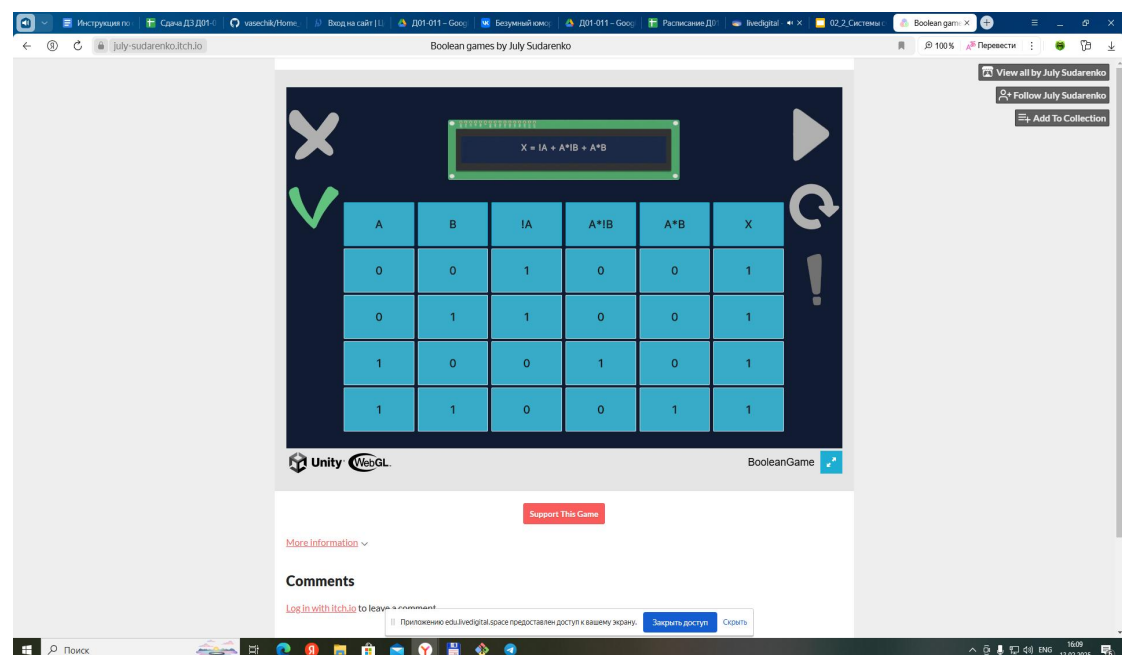 Инструкция по
Сдача ДЗ Д01-0
vasechik/Home_
Вход на сайт | Li
Д01-011 – Goog
Безумный юмор
Д01-011 – Goog
Расписание Д01
livedigital
02_2_Системы с
Boolean game
july-sudarenko.itch.io
Boolean games by July Sudarenko
100 %
Перевести
View all by July Sudarenko
Follow July Sudarenko
Add To Collection
X = !A + A*!B + A*B
A B !A A*!B A*B X
0 0 1 0 0 1
0 1 1 0 0 1
1 0 0 1 0 1
1 1 0 0 1 1
Unity WebGL.
BooleanGame
Support This Game
More information
Comments
Log in with itch.io to leave a comment
Приложению edu.livedigital.space предоставлен доступ к вашему экрану.
Закрыть доступ
Скрыть
Поиск
ENG
16:09